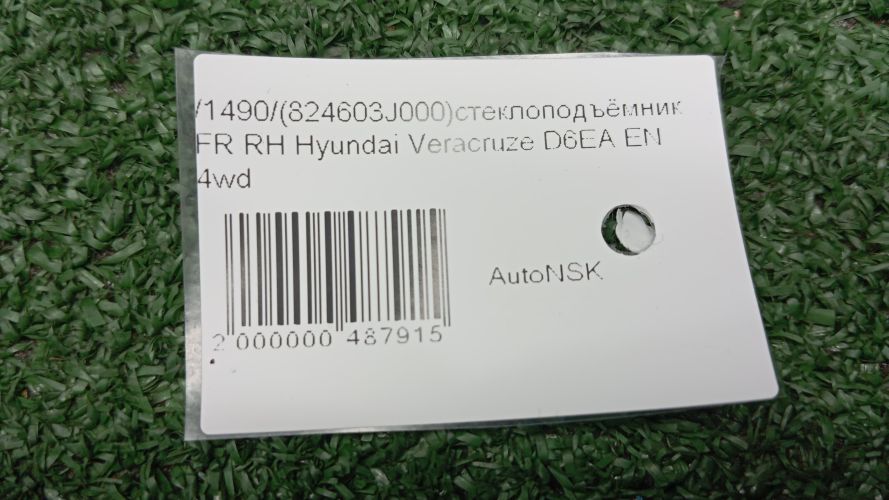 /1490/(824603J000)стеклоподъёмник
FR RH Hyundai Veracruze D6EA EN
4wd
AutoNSK
2 000000 487915